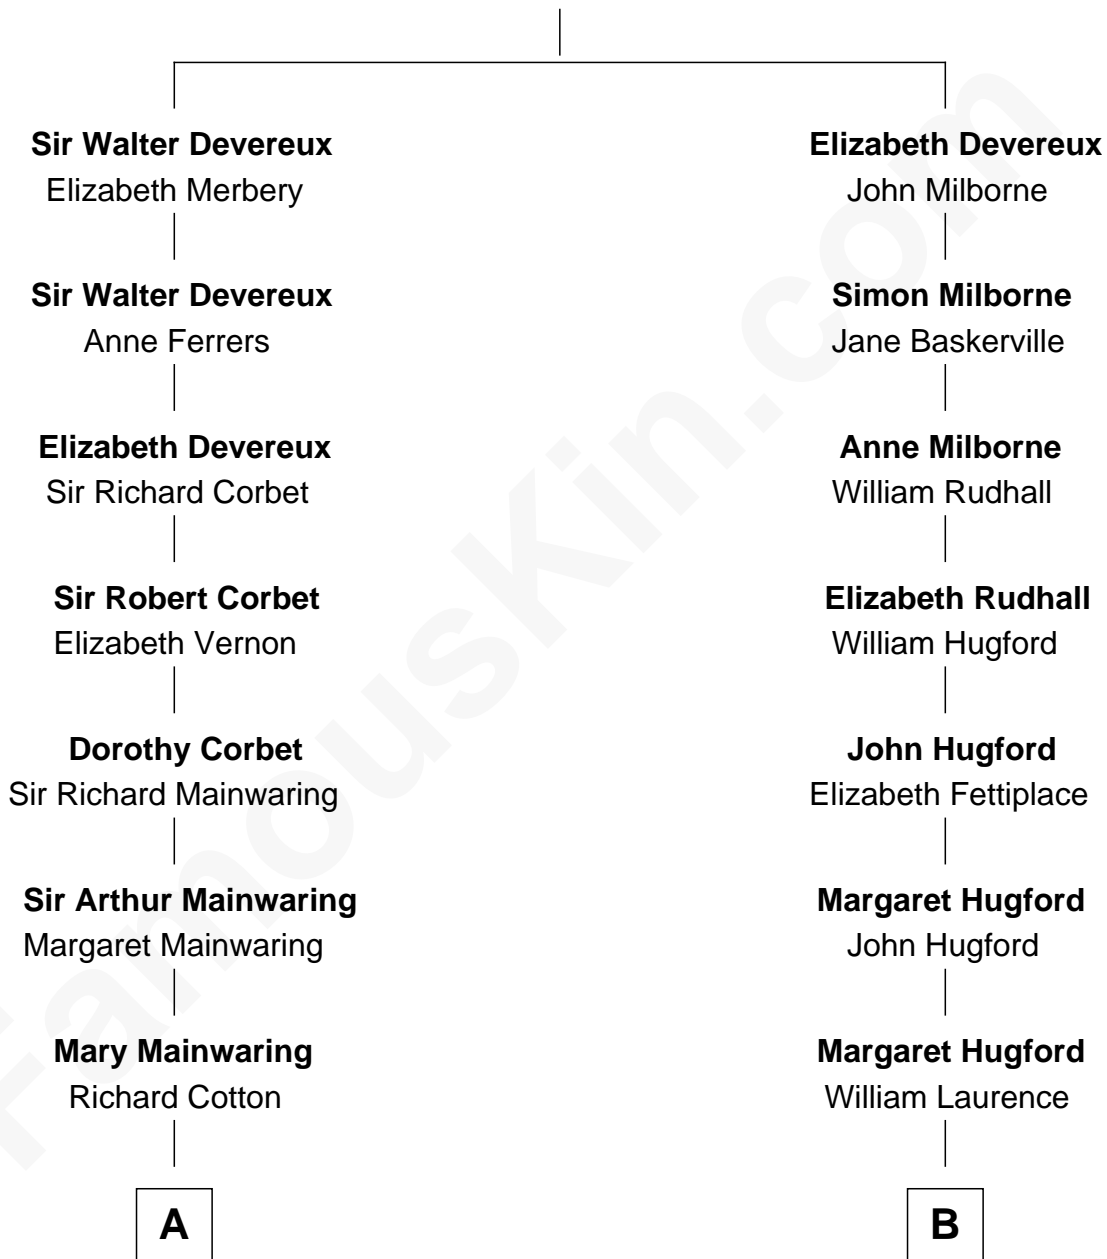 Sir Walter Devereux
Elizabeth Merbery
Sir Walter Devereux
Anne Ferrers
Elizabeth Devereux
Sir Richard Corbet
Sir Robert Corbet
Elizabeth Vernon
Dorothy Corbet
Sir Richard Mainwaring
Sir Arthur Mainwaring
Margaret Mainwaring
Mary Mainwaring
Richard Cotton
A
Elizabeth Devereux
John Milborne
Simon Milborne
Jane Baskerville
Anne Milborne
William Rudhall
Elizabeth Rudhall
William Hugford
John Hugford
Elizabeth Fettiplace
Margaret Hugford
John Hugford
Margaret Hugford
William Laurence
B
FamousKin.com